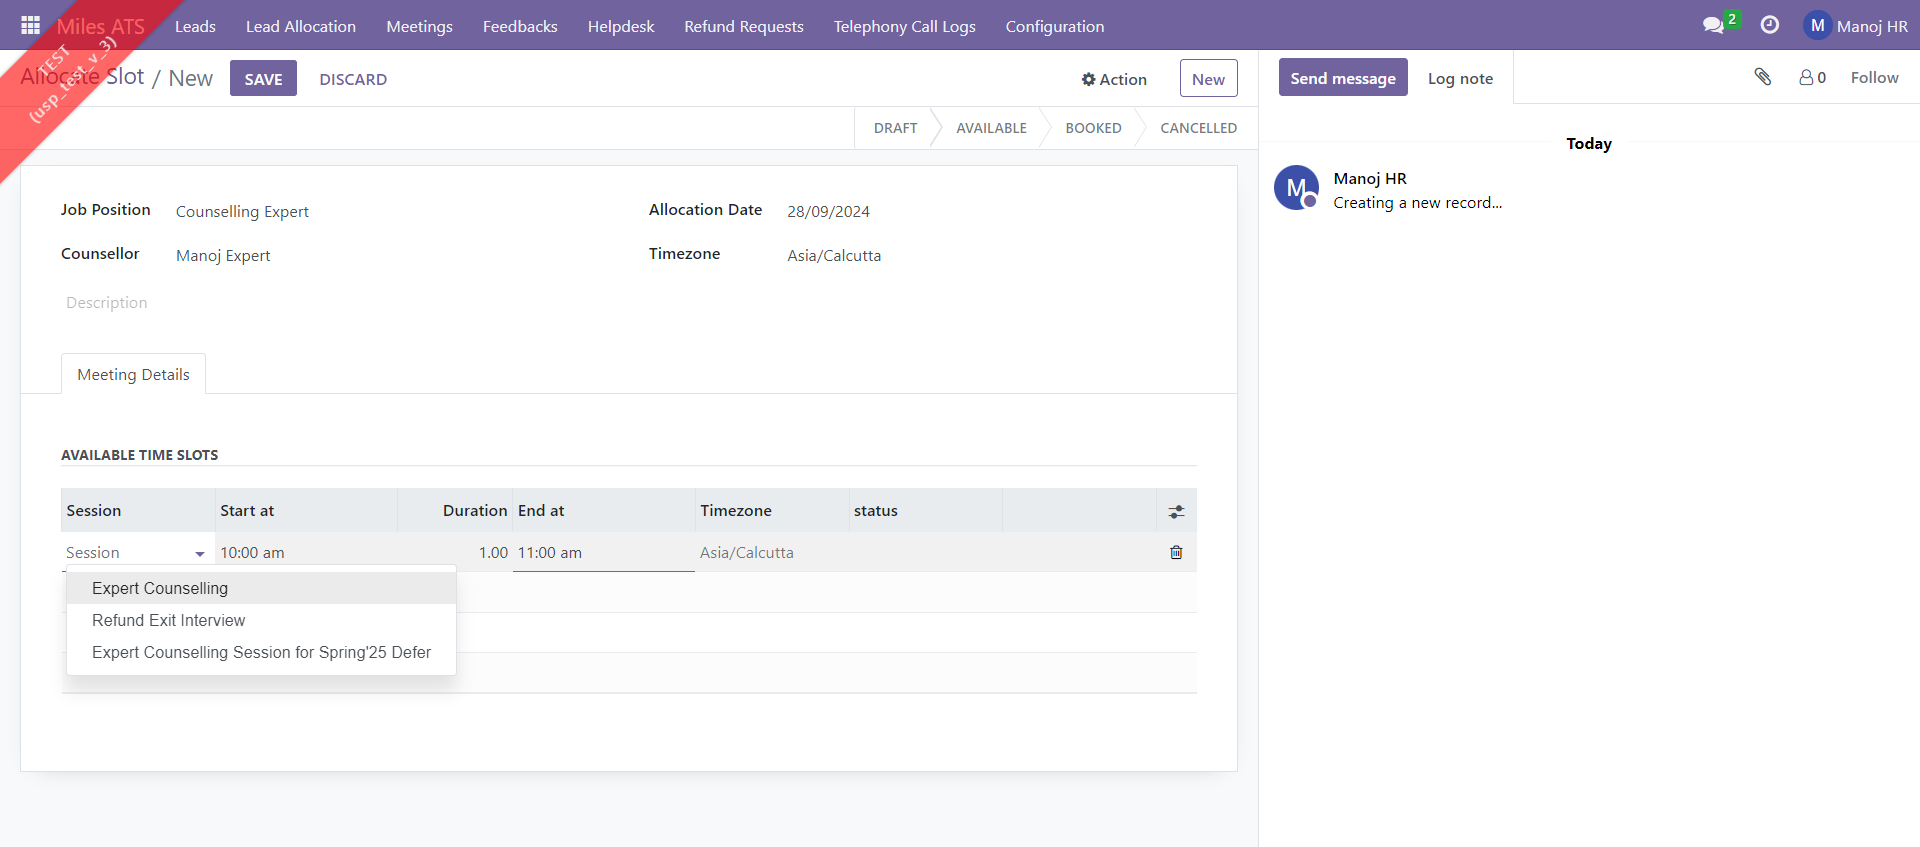 Miles ATS Leads Lead Allocation Meetings Feedbacks Helpdesk Refund Requests Telephony Call Logs Configuration 2 M Manoj HR
TEST
(usp_test_v_3)
Allocate Slot / New SAVE DISCARD Action New
Send message Log note 0 Follow
DRAFT AVAILABLE BOOKED CANCELLED
Today
M Manoj HR
Creating a new record...
Job Position Counselling Expert Allocation Date 28/09/2024
Counsellor Manoj Expert Timezone Asia/Calcutta
Description
Meeting Details
AVAILABLE TIME SLOTS
Session Start at Duration End at Timezone status
Session 10:00 am 1.00 11:00 am Asia/Calcutta
Expert Counselling
Refund Exit Interview
Expert Counselling Session for Spring'25 Defer